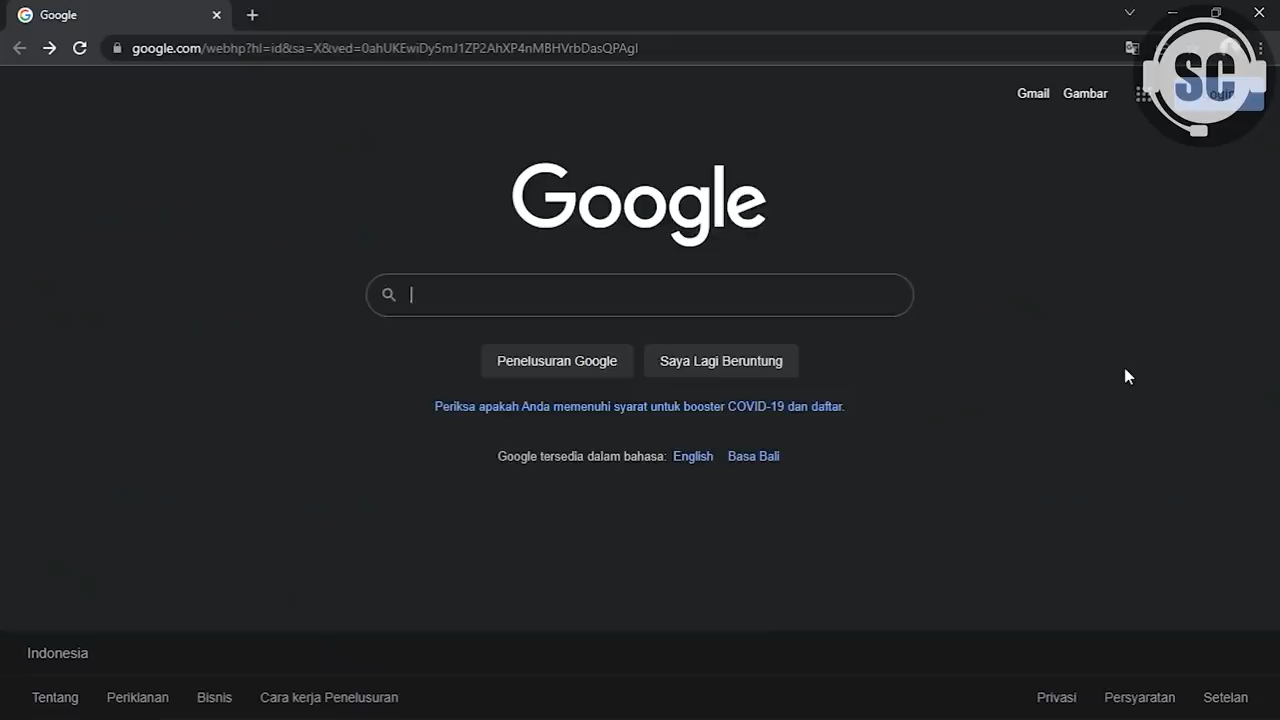 Google
google.com/webhp?hl=id&sa=X&ved=0ahUKEwiDy5mJ1ZP2AhXP4nMBHVrbDasQPAgI
SC
Gmail Gambar
Google
Penelusuran Google Saya Lagi Beruntung
Periksa apakah Anda memenuhi syarat untuk booster COVID-19 dan daftar.
Google tersedia dalam bahasa: English Basa Bali
Indonesia
Tentang Periklanan Bisnis Cara kerja Penelusuran Privasi Persyaratan Setelan